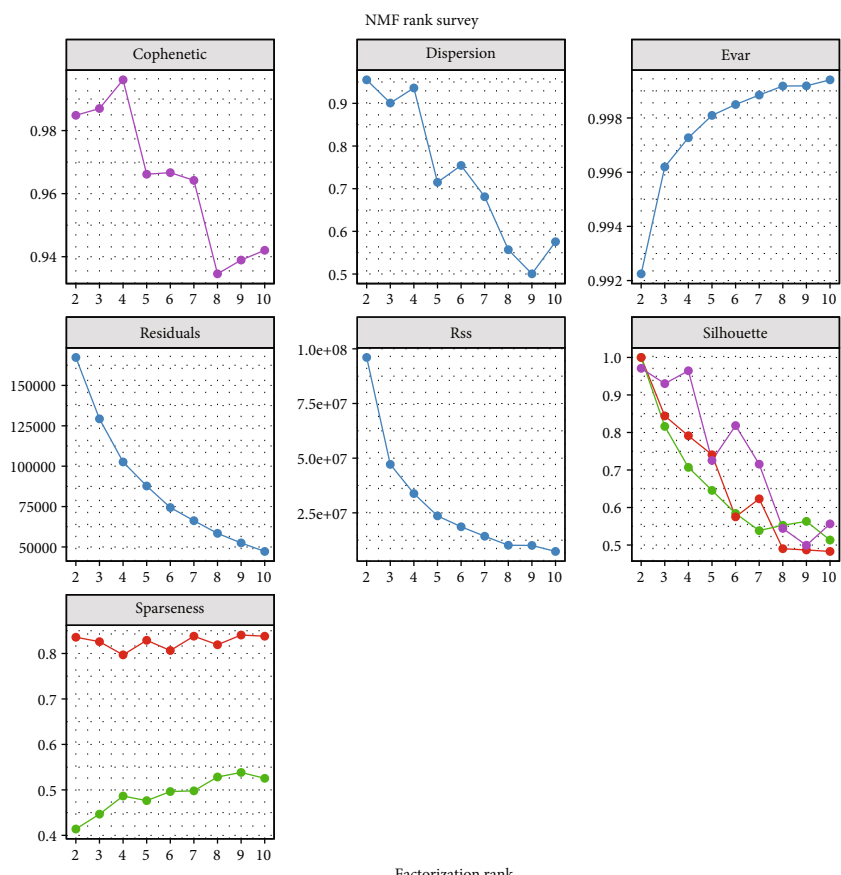 NMF rank survey
Cophenetic
Dispersion
Evar
0.98
0.96
0.94
0.9
0.8
0.7
0.6
0.5
0.998
0.996
0.994
0.992
2 3 4 5 6 7 8 9 10
2 3 4 5 6 7 8 9 10
2 3 4 5 6 7 8 9 10
Residuals
Rss
Silhouette
150000
125000
100000
75000
50000
1.0e+08
7.5e+07
5.0e+07
2.5e+07
1.0
0.9
0.8
0.7
0.6
0.5
2 3 4 5 6 7 8 9 10
2 3 4 5 6 7 8 9 10
2 3 4 5 6 7 8 9 10
Sparseness
0.8
0.7
0.6
0.5
0.4
2 3 4 5 6 7 8 9 10
Factorization rank